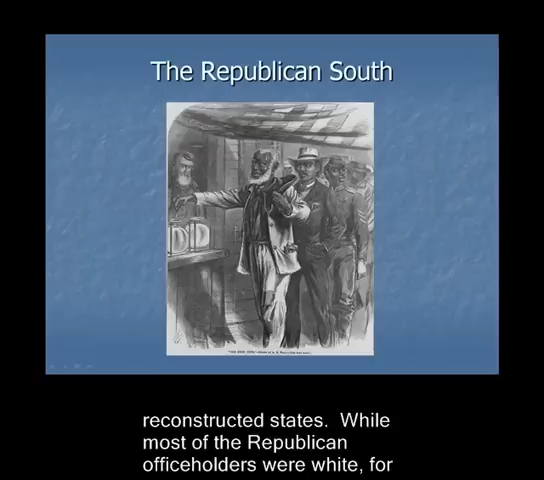 The Republican South
reconstructed states.  While
most of the Republican
officeholders were white, for